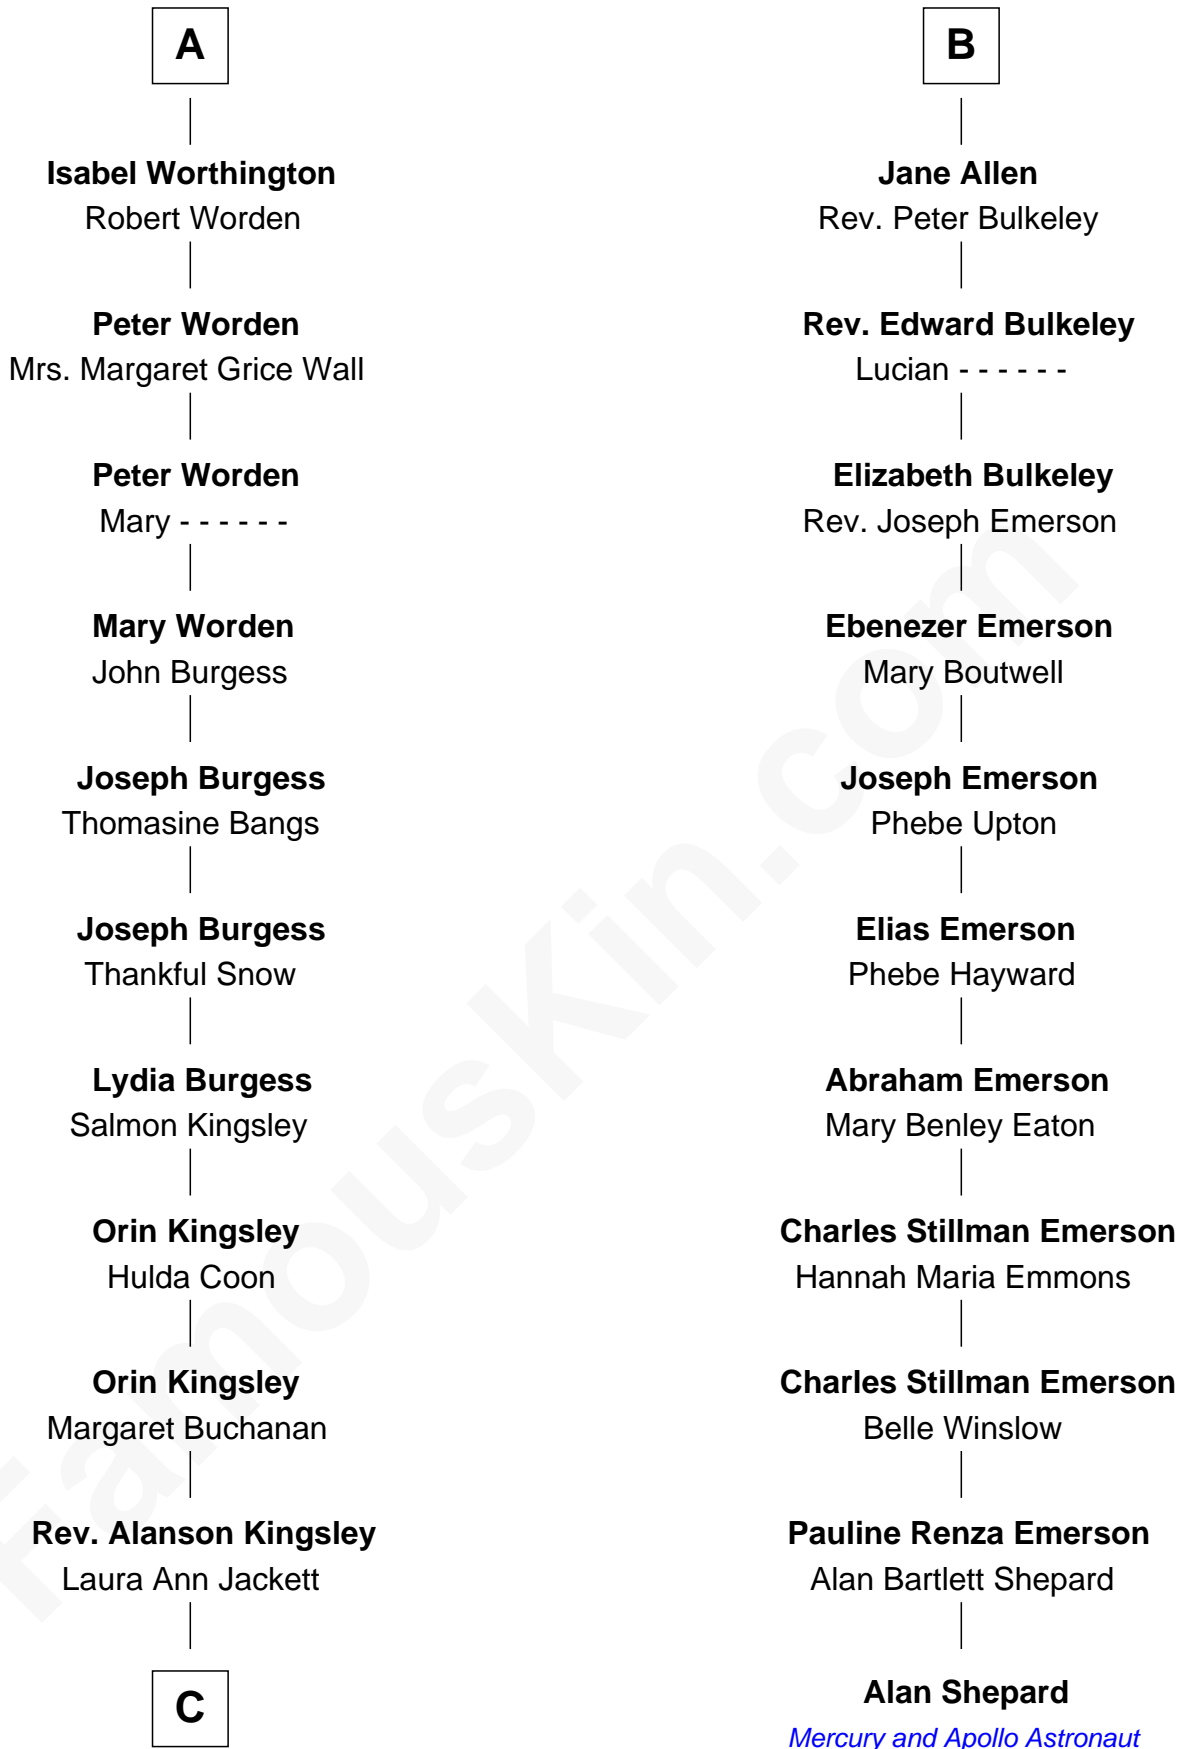 A
Isabel Worthington
Robert Worden
Peter Worden
Mrs. Margaret Grice Wall
Peter Worden
Mary - - - - - -
Mary Worden
John Burgess
Joseph Burgess
Thomasine Bangs
Joseph Burgess
Thankful Snow
Lydia Burgess
Salmon Kingsley
Orin Kingsley
Hulda Coon
Orin Kingsley
Margaret Buchanan
Rev. Alanson Kingsley
Laura Ann Jackett
C
B
Jane Allen
Rev. Peter Bulkeley
Rev. Edward Bulkeley
Lucian - - - - - -
Elizabeth Bulkeley
Rev. Joseph Emerson
Ebenezer Emerson
Mary Boutwell
Joseph Emerson
Phebe Upton
Elias Emerson
Phebe Hayward
Abraham Emerson
Mary Benley Eaton
Charles Stillman Emerson
Hannah Maria Emmons
Charles Stillman Emerson
Belle Winslow
Pauline Renza Emerson
Alan Bartlett Shepard
Alan Shepard
Mercury and Apollo Astronaut
FamousKin.com